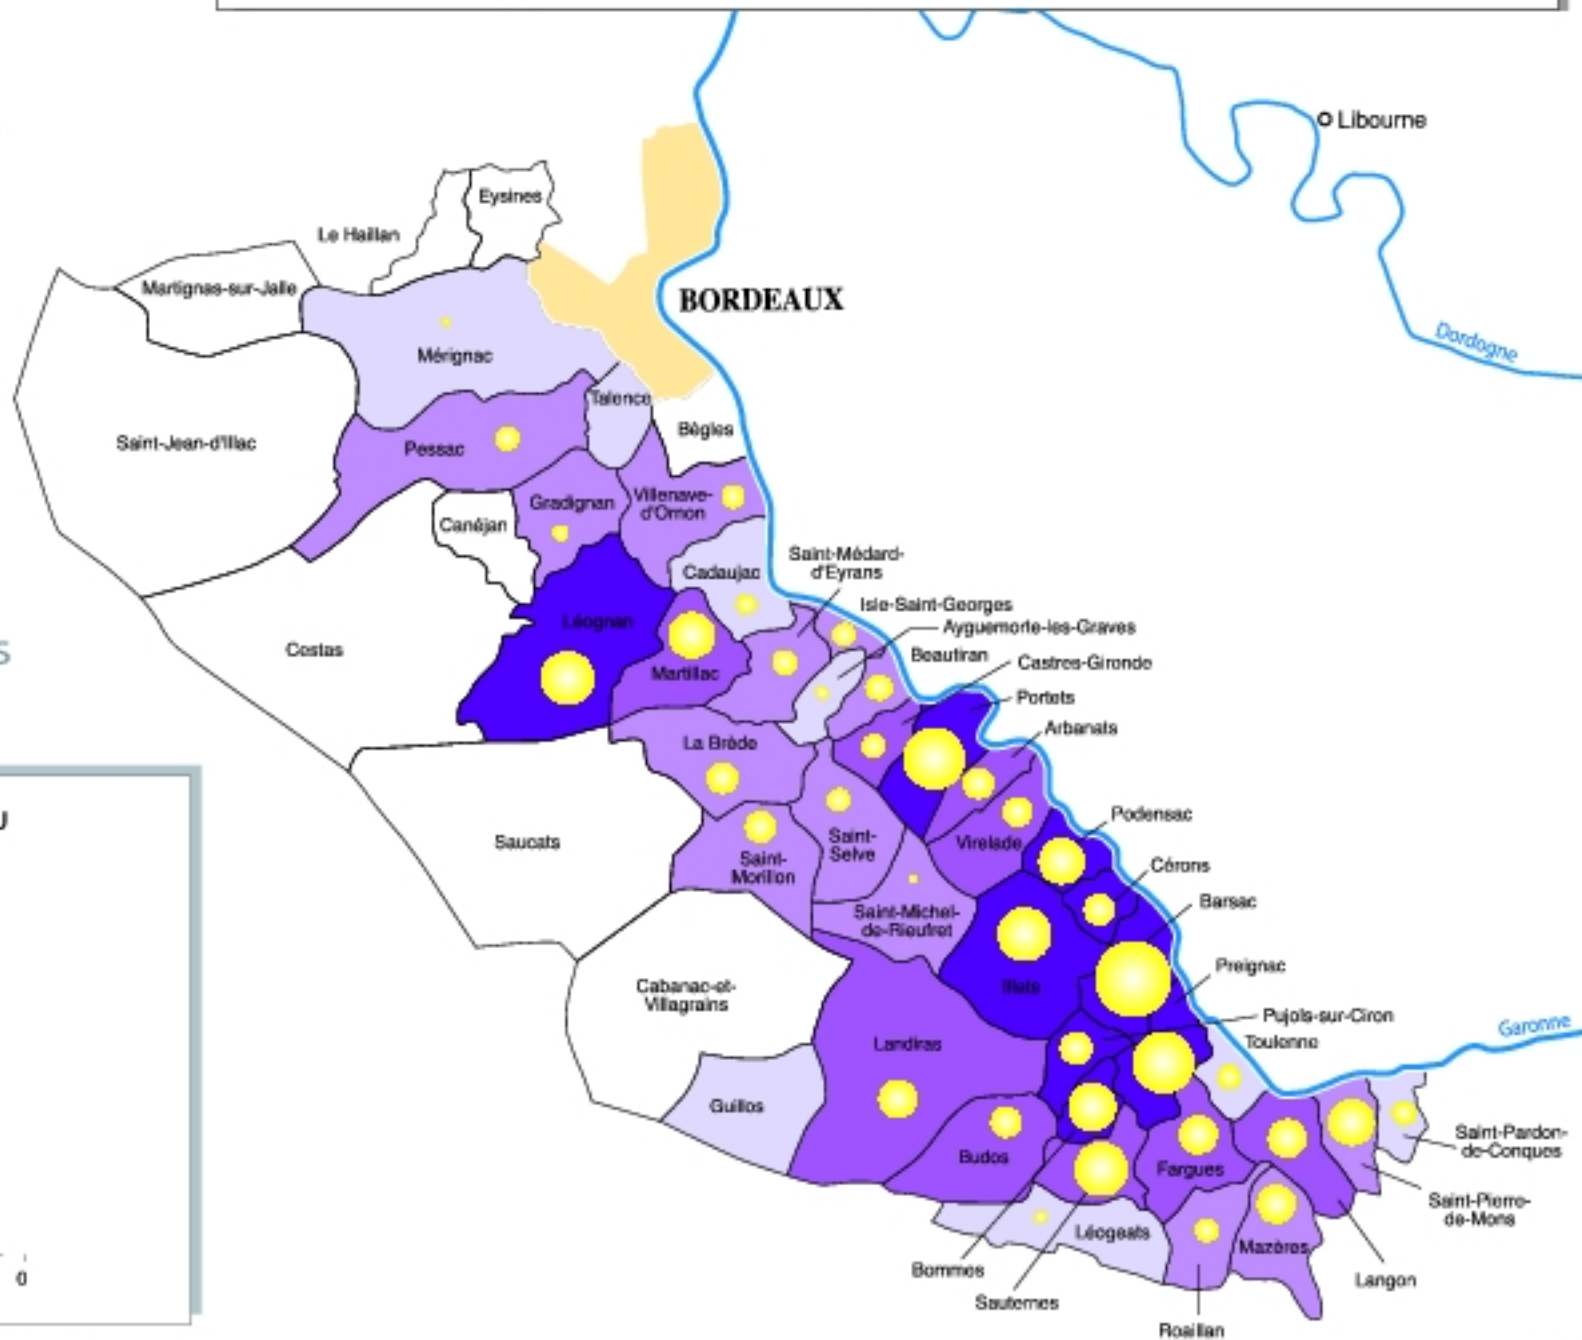 Libourne
Eysines
Le Haillan
Martignas-sur-Jalle
BORDEAUX
Dordogne
Mérignac
Talence
Bègles
Saint-Jean-d'Illac
Pessac
Gradignan
Villenave-
d'Ornon
Canéjan
Cadaujac
Saint-Médard-
d'Eyrans
Isle-Saint-Georges
Ayguemorte-les-Graves
Beautiran
Castres-Gironde
Portets
Arbanats
Léognan
Cestas
Martillac
S
La Brède
Saucats
Saint-
Selve
Saint-
Morillon
Virelade
Podensac
Cérons
Barsac
U
Saint-Michel-
de-Rieufret
Preignac
Illats
Cabanac-et-
Villagrains
Pujols-sur-Ciron
Toulenne
Garonne
Landiras
Guillos
Budos
Fargues
Saint-Pardon-
de-Conques
Saint-Pierre-
de-Mons
Léogeats
Mazères
Bommes
Sauternes
Langon
Roaillan
0